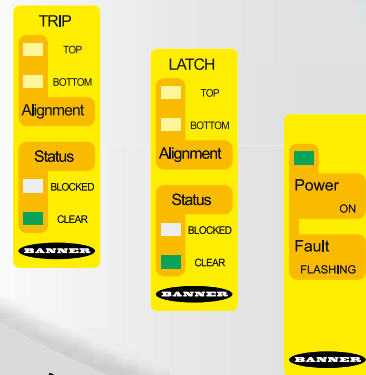 TRIP
TOP
BOTTOM
Alignment
Status
BLOCKED
CLEAR
BANNER
LATCH
TOP
BOTTOM
Alignment
Status
BLOCKED
CLEAR
BANNER
Power
ON
Fault
FLASHING
BANNER